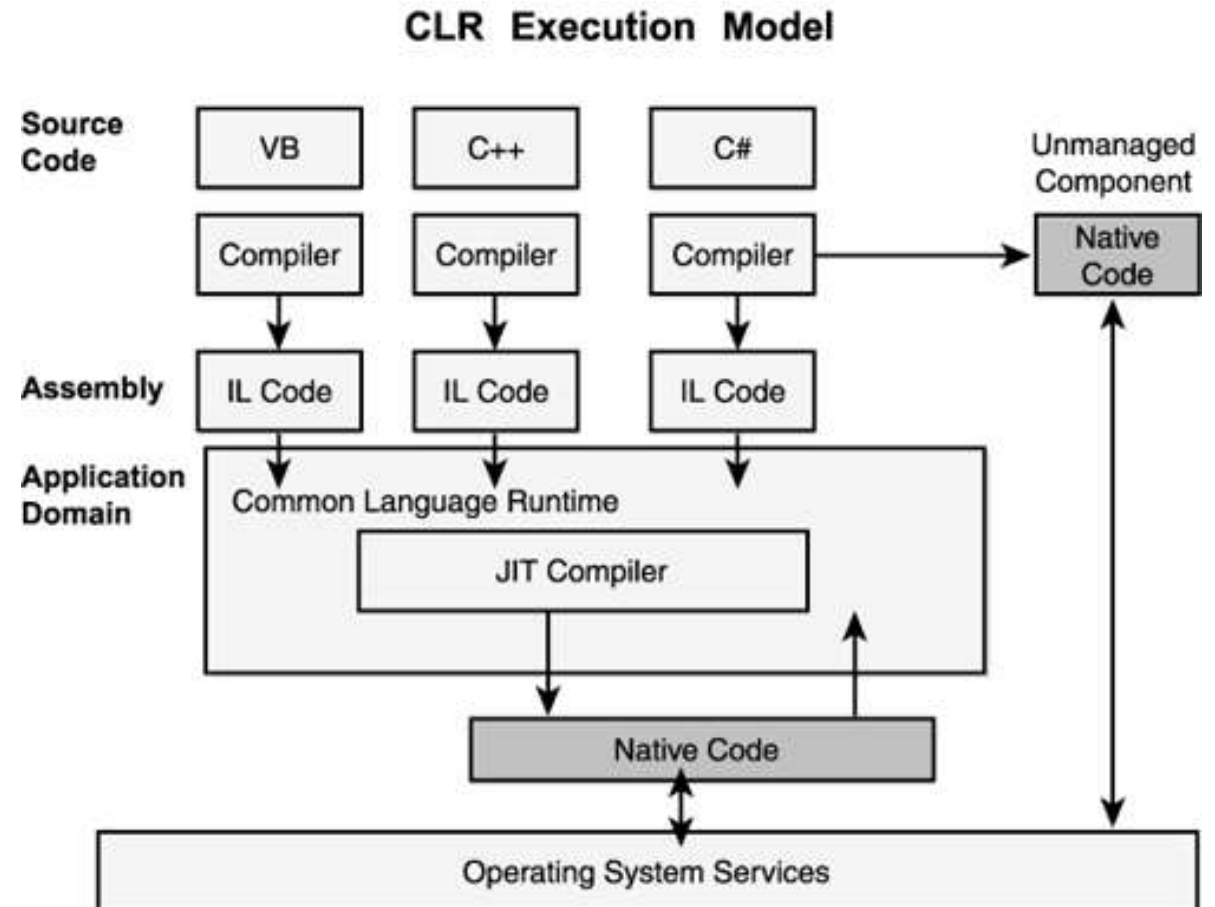 CLR Execution Model
Source
Code
VB
C++
C#
Unmanaged
Component
Compiler
Compiler
Compiler
Native
Code
Assembly
IL Code
IL Code
IL Code
Application
Domain
Common Language Runtime
JIT Compiler
Native Code
Operating System Services